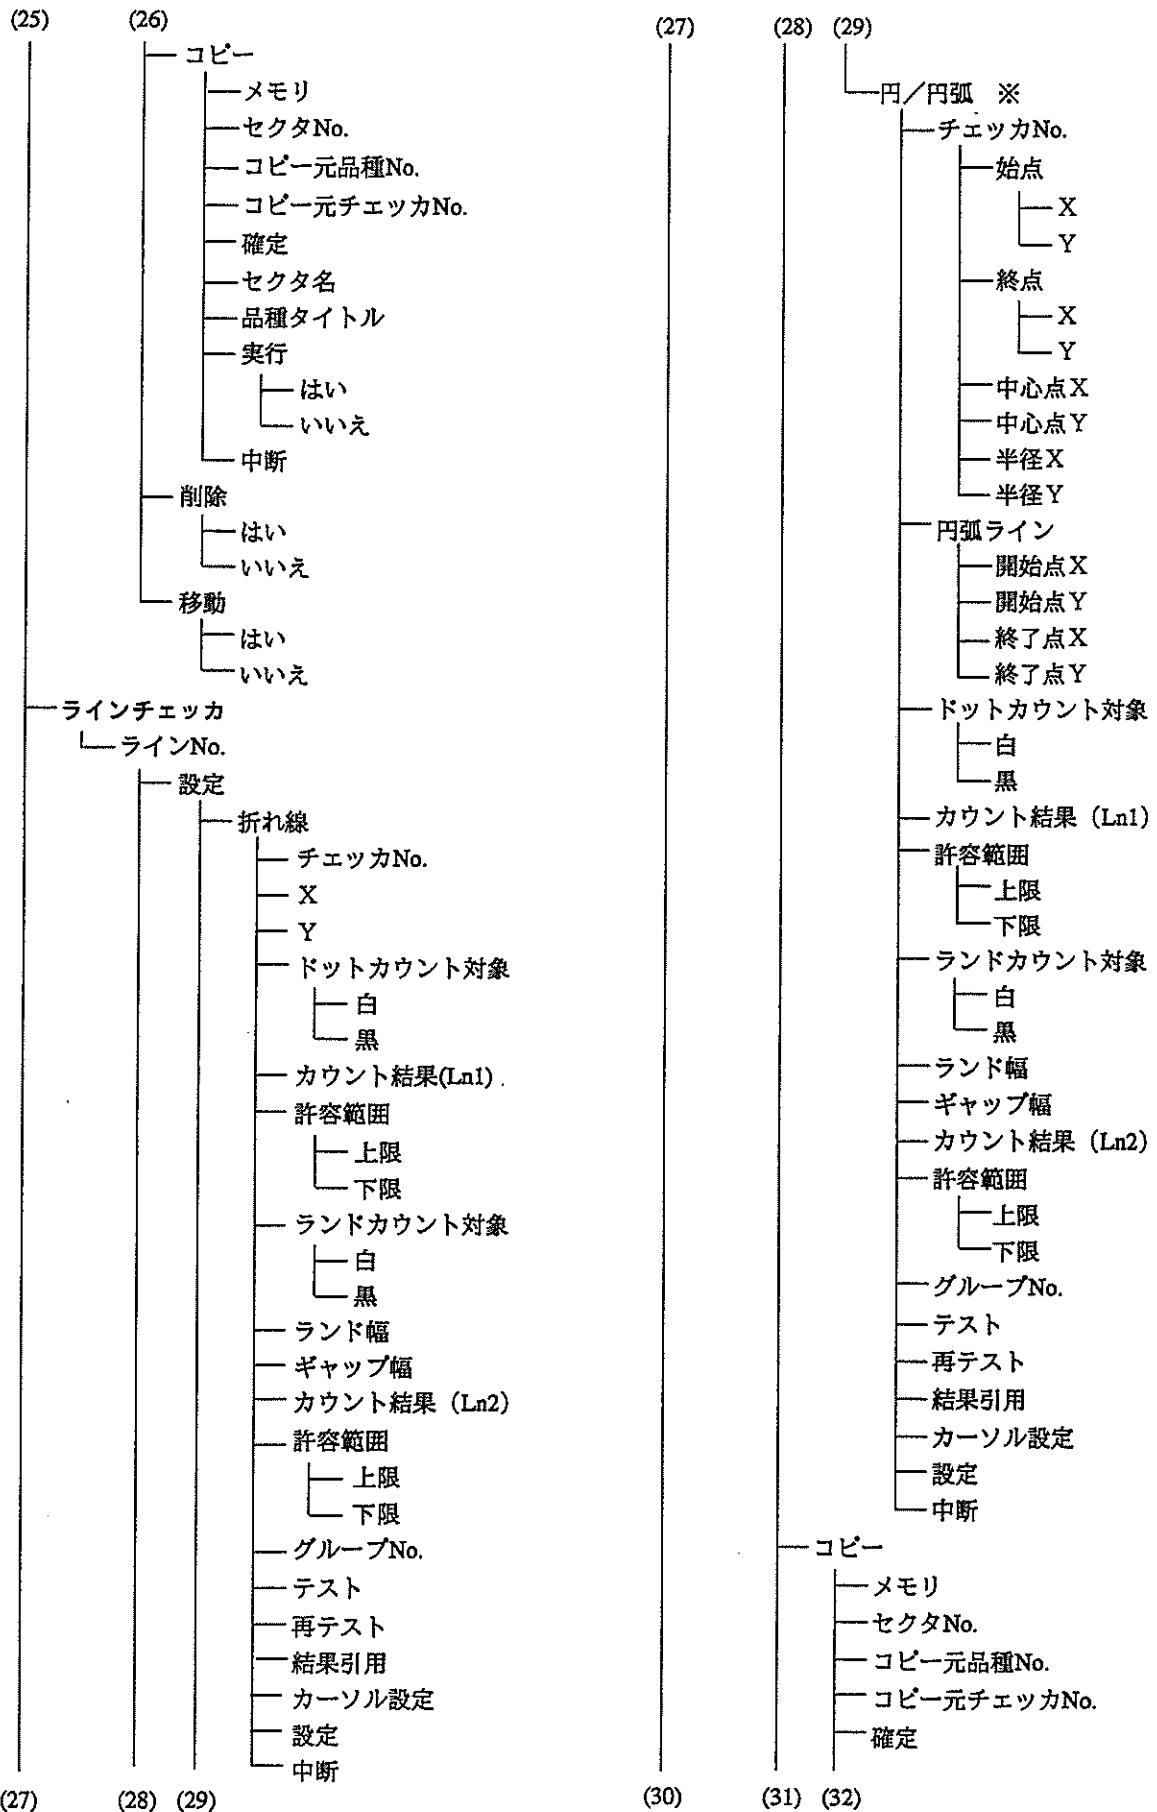 (25)
(26)
コピー
メモリ
セクタNo.
コピー元品種No.
コピー元チェッカNo.
確定
セクタ名
品種タイトル
実行
はい
いいえ
中断
削除
はい
いいえ
移動
はい
いいえ
ラインチェッカ
ラインNo.
設定
折れ線
チェッカNo.
X
Y
ドットカウント対象
白
黒
カウント結果(Ln1)
許容範囲
上限
下限
ランドカウント対象
白
黒
ランド幅
ギャップ幅
カウント結果（Ln2）
許容範囲
上限
下限
グループNo.
テスト
再テスト
結果引用
カーソル設定
設定
中断
(27)
(28)
(29)
(27)
(28)
(29)
円／円弧　※
チェッカNo.
始点
X
Y
終点
X
Y
中心点X
中心点Y
半径X
半径Y
円弧ライン
開始点X
開始点Y
終了点X
終了点Y
ドットカウント対象
白
黒
カウント結果（Ln1）
許容範囲
上限
下限
ランドカウント対象
白
黒
ランド幅
ギャップ幅
カウント結果（Ln2）
許容範囲
上限
下限
グループNo.
テスト
再テスト
結果引用
カーソル設定
設定
中断
コピー
メモリ
セクタNo.
コピー元品種No.
コピー元チェッカNo.
確定
(30)
(31)
(32)